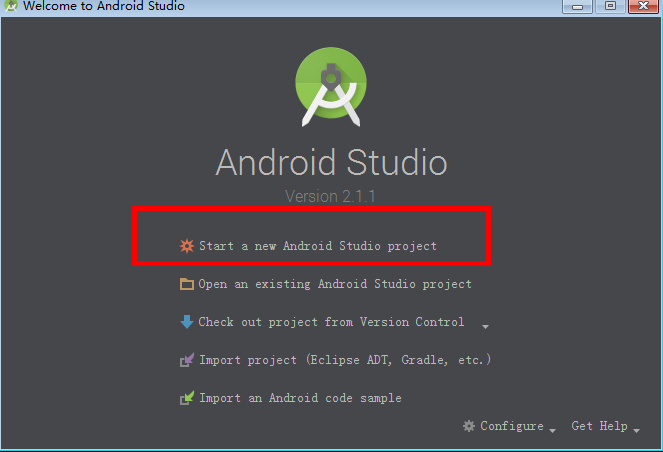 Welcome to Android Studio
Android Studio
Version 2.1.1
Start a new Android Studio project
Open an existing Android Studio project
Check out project from Version Control
Import project (Eclipse ADT, Gradle, etc.)
Import an Android code sample
Configure Get Help